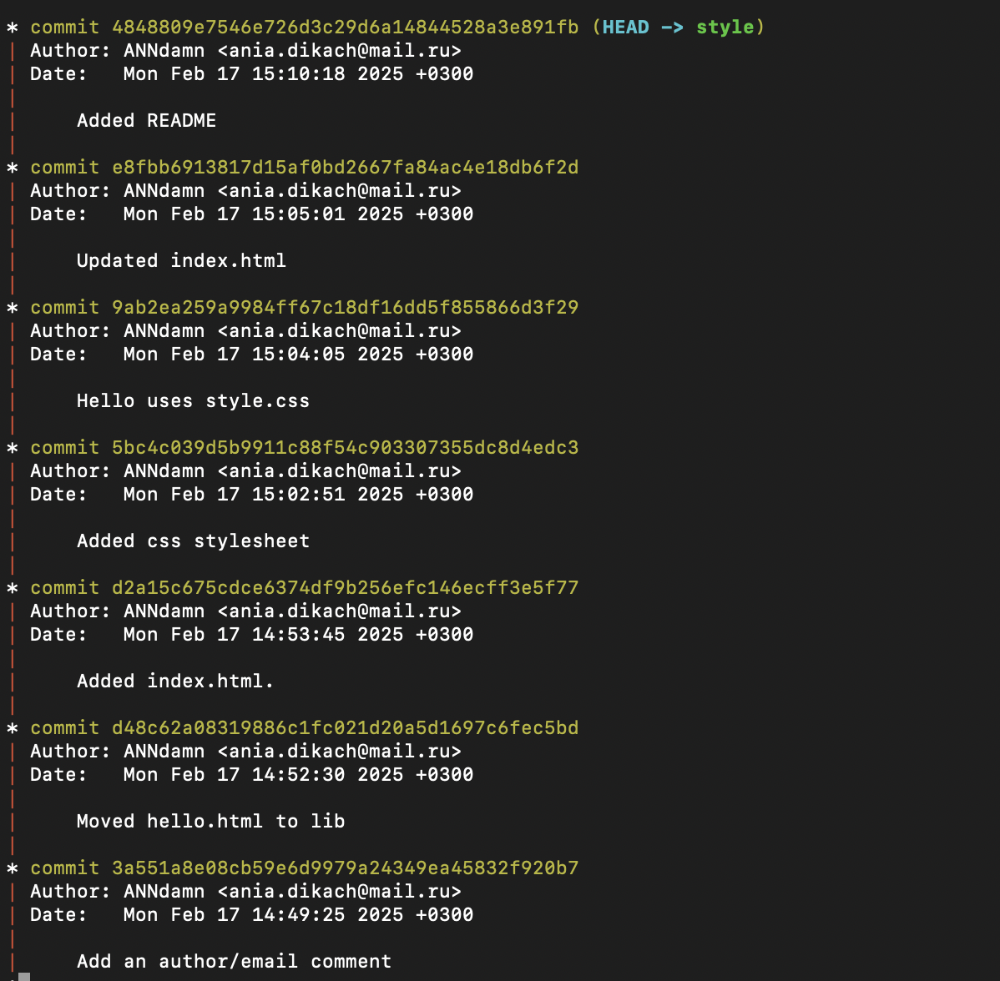 * commit 4848809e7546e726d3c29d6a14844528a3e891fb (HEAD -> style)
| Author: ANNdamn <ania.dikach@mail.ru>
| Date:   Mon Feb 17 15:10:18 2025 +0300
|
|     Added README
|
* commit e8fbb6913817d15af0bd2667fa84ac4e18db6f2d
| Author: ANNdamn <ania.dikach@mail.ru>
| Date:   Mon Feb 17 15:05:01 2025 +0300
|
|     Updated index.html
|
* commit 9ab2ea259a9984ff67c18df16dd5f855866d3f29
| Author: ANNdamn <ania.dikach@mail.ru>
| Date:   Mon Feb 17 15:04:05 2025 +0300
|
|     Hello uses style.css
|
* commit 5bc4c039d5b9911c88f54c903307355dc8d4edc3
| Author: ANNdamn <ania.dikach@mail.ru>
| Date:   Mon Feb 17 15:02:51 2025 +0300
|
|     Added css stylesheet
|
* commit d2a15c675cdce6374df9b256efc146ecff3e5f77
| Author: ANNdamn <ania.dikach@mail.ru>
| Date:   Mon Feb 17 14:53:45 2025 +0300
|
|     Added index.html.
|
* commit d48c62a08319886c1fc021d20a5d1697c6fec5bd
| Author: ANNdamn <ania.dikach@mail.ru>
| Date:   Mon Feb 17 14:52:30 2025 +0300
|
|     Moved hello.html to lib
|
* commit 3a551a8e08cb59e6d9979a24349ea45832f920b7
| Author: ANNdamn <ania.dikach@mail.ru>
| Date:   Mon Feb 17 14:49:25 2025 +0300
|
|     Add an author/email comment